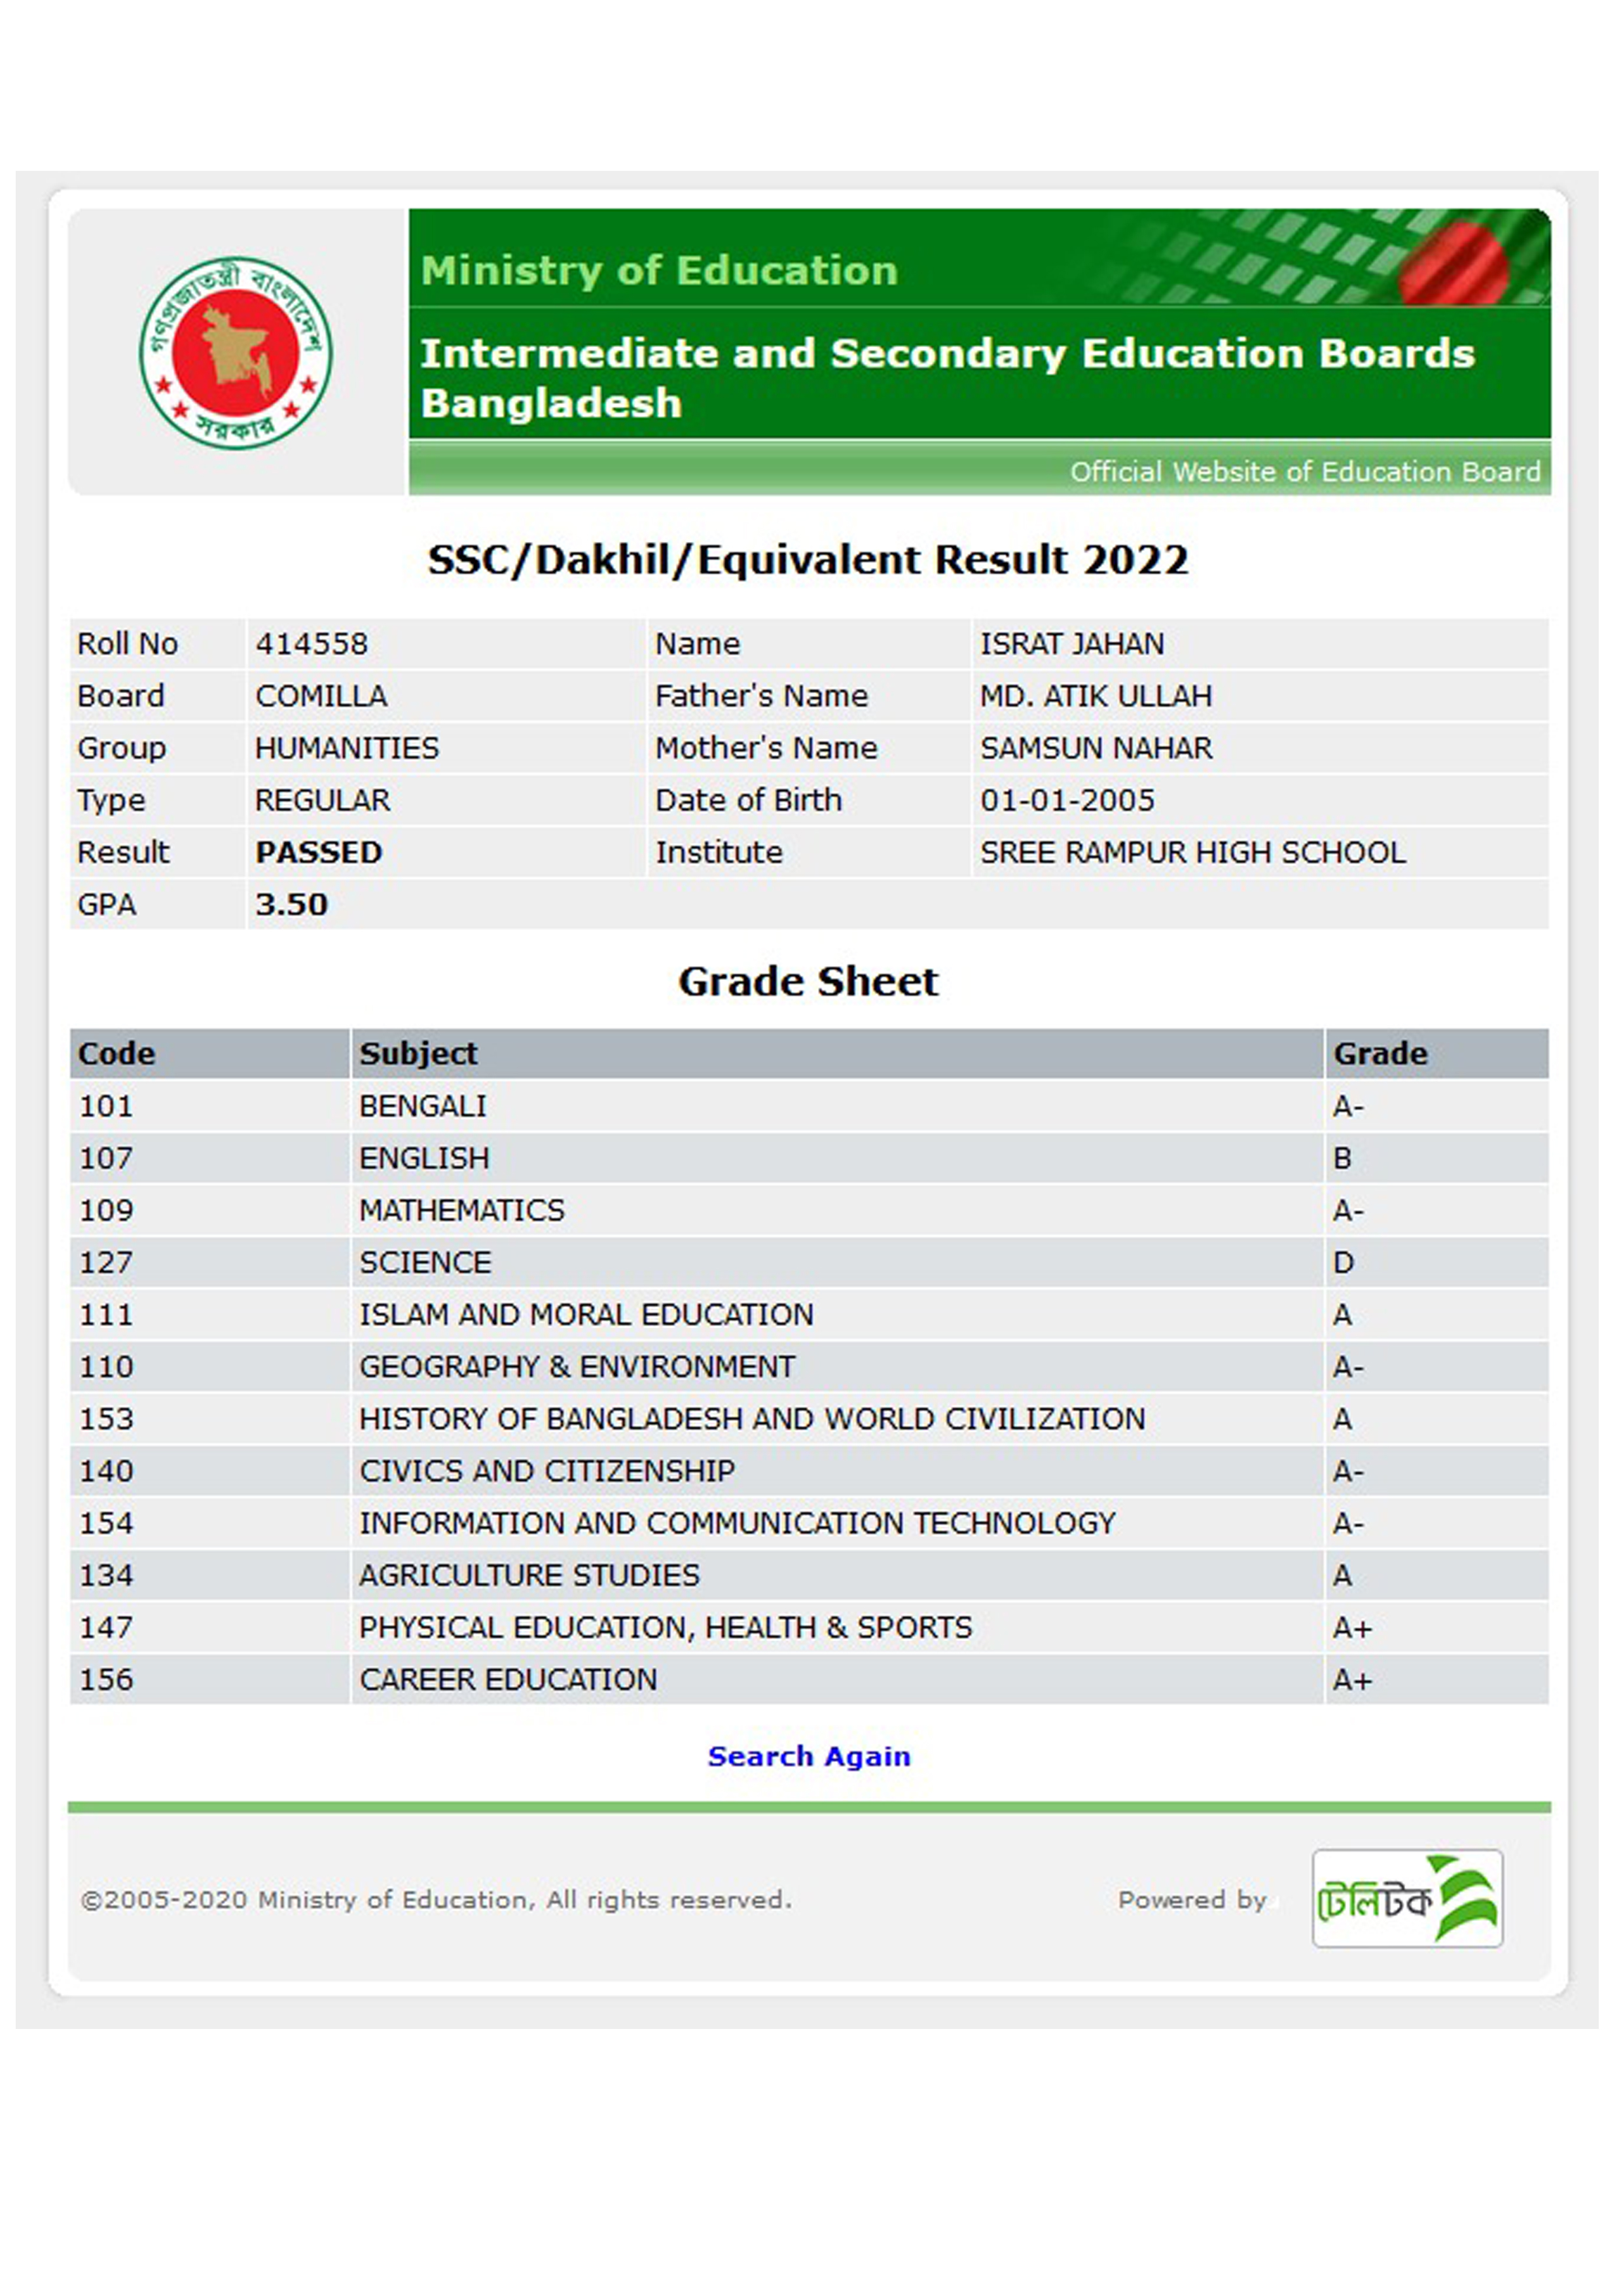 গণপ্রজাতন্ত্রী বাংলাদেশ
সরকার
Ministry of Education
Intermediate and Secondary Education Boards
Bangladesh
Official Website of Education Board
SSC/Dakhil/Equivalent Result 2022
Roll No 414558 Name ISRAT JAHAN
Board COMILLA Father's Name MD. ATIK ULLAH
Group HUMANITIES Mother's Name SAMSUN NAHAR
Type REGULAR Date of Birth 01-01-2005
Result PASSED Institute SREE RAMPUR HIGH SCHOOL
GPA 3.50
Grade Sheet
Code Subject Grade
101 BENGALI A-
107 ENGLISH B
109 MATHEMATICS A-
127 SCIENCE D
111 ISLAM AND MORAL EDUCATION A
110 GEOGRAPHY & ENVIRONMENT A-
153 HISTORY OF BANGLADESH AND WORLD CIVILIZATION A
140 CIVICS AND CITIZENSHIP A-
154 INFORMATION AND COMMUNICATION TECHNOLOGY A-
134 AGRICULTURE STUDIES A
147 PHYSICAL EDUCATION, HEALTH & SPORTS A+
156 CAREER EDUCATION A+
Search Again
©2005-2020 Ministry of Education, All rights reserved. Powered by টেলিটক